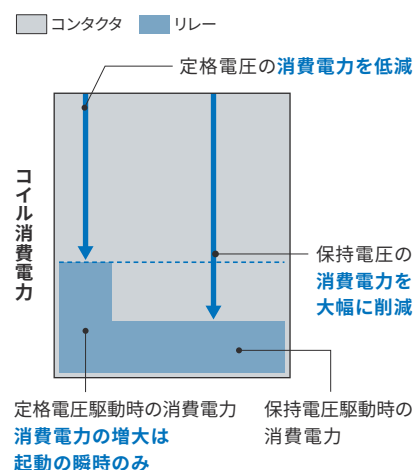 コンタクタ リレー
定格電圧の消費電力を低減
コイル消費電力
保持電圧の
消費電力を
大幅に削減
定格電圧駆動時の消費電力
消費電力の増大は
起動の瞬時のみ
保持電圧駆動時の
消費電力